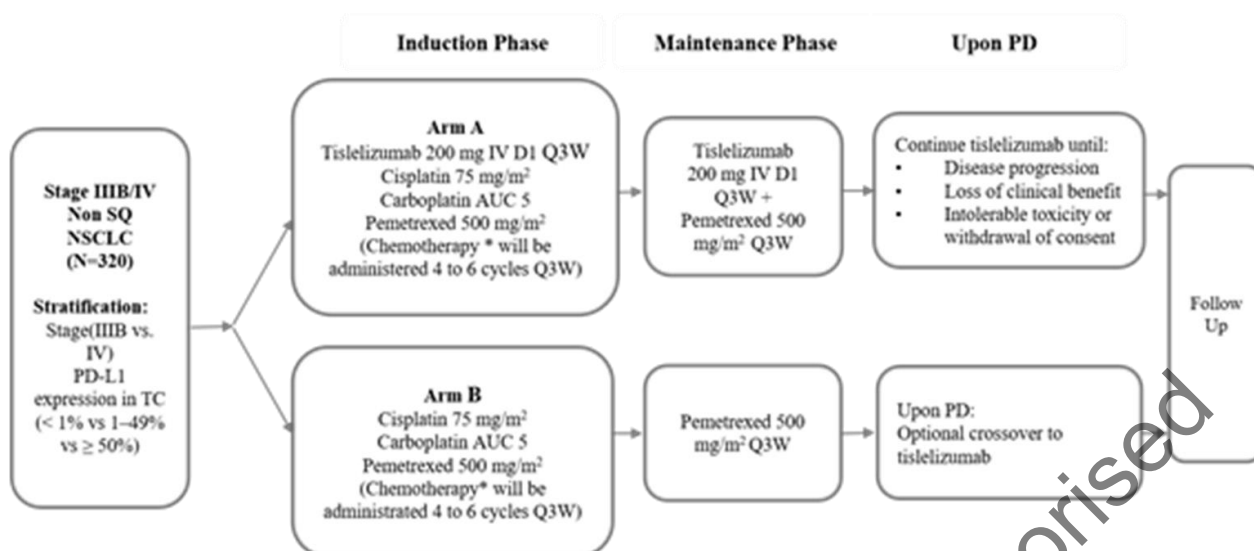 Induction Phase
Maintenance Phase
Upon PD
Stage IIIB/IV
Non SQ
NSCLC
(N=320)
Stratification:
Stage(IIIB vs.
IV)
PD-L1
expression in TC
(< 1% vs 1–49%
vs ≥ 50%)
Arm A
Tislelizumab 200 mg IV D1 Q3W
Cisplatin 75 mg/m²
Carboplatin AUC 5
Pemetrexed 500 mg/m²
(Chemotherapy * will be
administered 4 to 6 cycles Q3W)
Tislelizumab
200 mg IV D1
Q3W +
Pemetrexed 500
mg/m² Q3W
Continue tislelizumab until:
• Disease progression
• Loss of clinical benefit
• Intolerable toxicity or
withdrawal of consent
Arm B
Cisplatin 75 mg/m²
Carboplatin AUC 5
Pemetrexed 500 mg/m²
(Chemotherapy* will be
administrated 4 to 6 cycles Q3W)
Pemetrexed 500
mg/m² Q3W
Upon PD:
Optional crossover to
tislelizumab
Follow
Up
orised